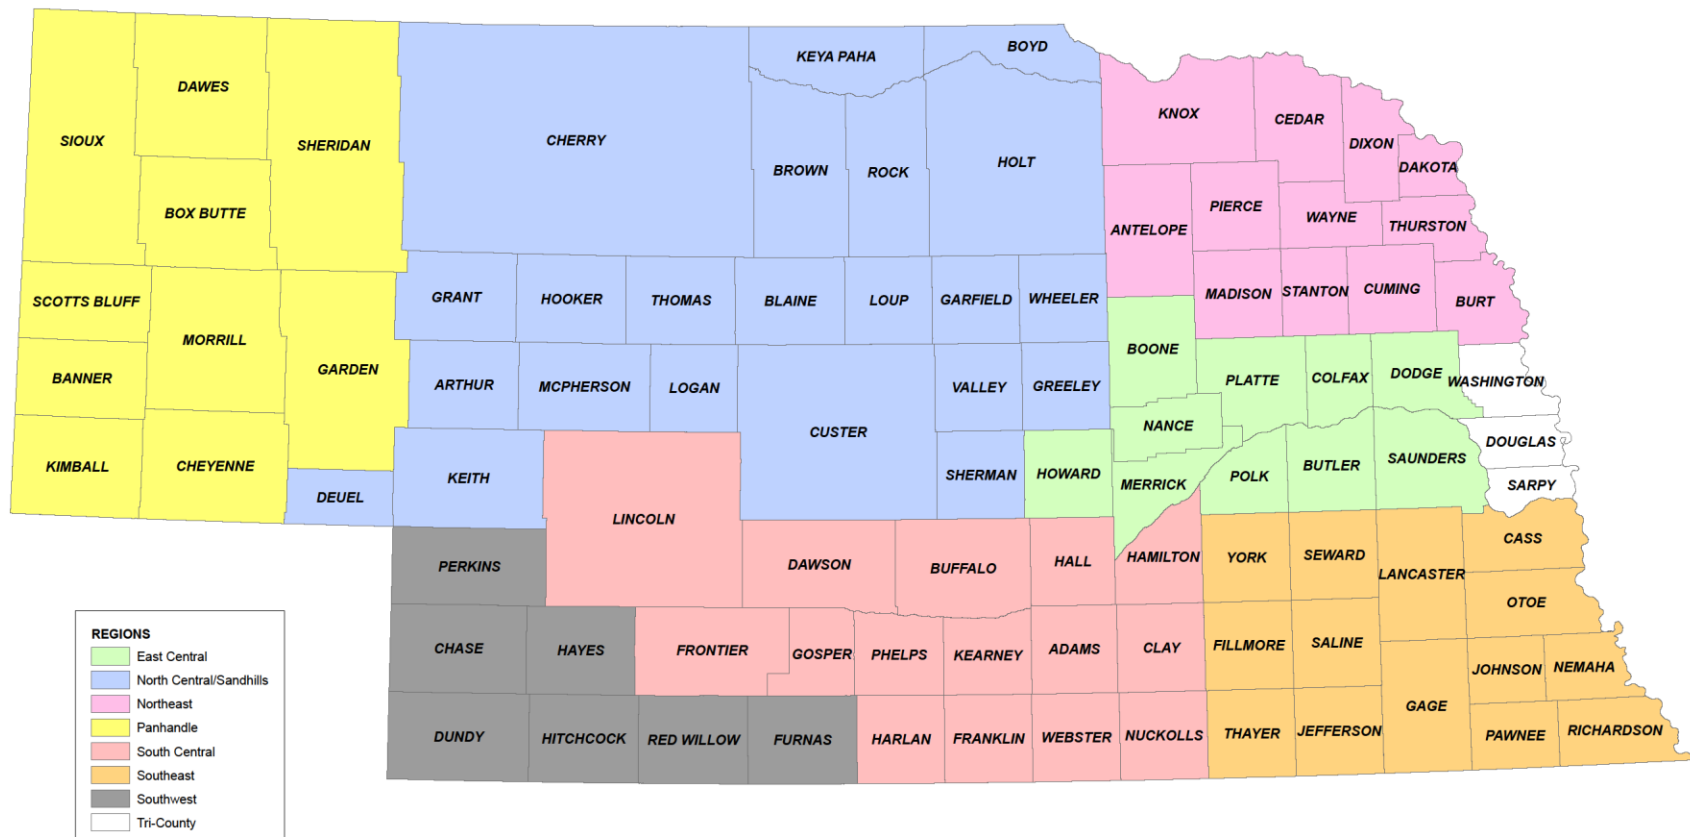 KEYA PAHA
BOYD
DAWES
SIOUX
SHERIDAN
CHERRY
KNOX
CEDAR
DIXON
DAKOTA
BROWN
ROCK
HOLT
BOX BUTTE
ANTELOPE
PIERCE
WAYNE
THURSTON
SCOTTS BLUFF
GRANT
HOOKER
THOMAS
BLAINE
LOUP
GARFIELD
WHEELER
MADISON
STANTON
CUMING
BURT
MORRILL
GARDEN
BANNER
ARTHUR
MCPHERSON
LOGAN
CUSTER
VALLEY
GREELEY
BOONE
PLATTE
COLFAX
DODGE
WASHINGTON
NANCE
DOUGLAS
KIMBALL
CHEYENNE
DEUEL
KEITH
LINCOLN
SHERMAN
HOWARD
MERRICK
POLK
BUTLER
SAUNDERS
SARPY
PERKINS
DAWSON
BUFFALO
HALL
HAMILTON
YORK
SEWARD
LANCASTER
CASS
OTOE
CHASE
HAYES
FRONTIER
GOSPER
PHELPS
KEARNEY
ADAMS
CLAY
FILLMORE
SALINE
JOHNSON
NEMAHA
DUNDY
HITCHCOCK
RED WILLOW
FURNAS
HARLAN
FRANKLIN
WEBSTER
NUCKOLLS
THAYER
JEFFERSON
GAGE
PAWNEE
RICHARDSON
REGIONS
East Central
North Central/Sandhills
Northeast
Panhandle
South Central
Southeast
Southwest
Tri-County